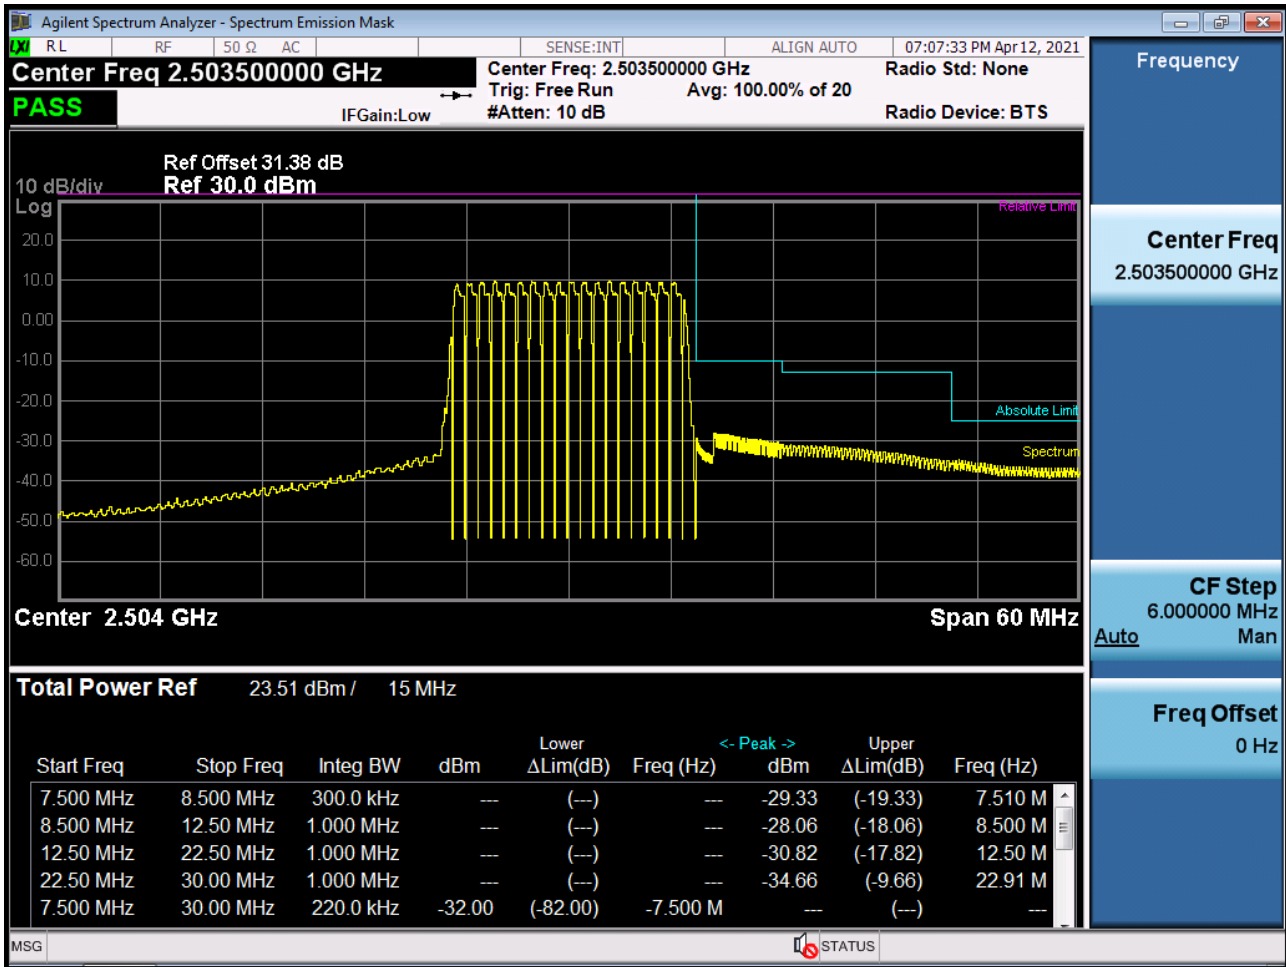 Agilent Spectrum Analyzer - Spectrum Emission Mask
LXI RL RF 50 Ω AC SENSE:INT ALIGN AUTO 07:07:33 PM Apr 12, 2021
Center Freq 2.503500000 GHz Center Freq: 2.503500000 GHz Radio Std: None
Trig: Free Run Avg: 100.00% of 20
PASS IFGain:Low #Atten: 10 dB Radio Device: BTS
Frequency
Ref Offset 31.38 dB
10 dB/div Ref 30.0 dBm
Log
Relative Limit
20.0
10.0
0.00
-10.0
-20.0
Absolute Limit
-30.0
Spectrum
-40.0
-50.0
-60.0
Center 2.504 GHz Span 60 MHz
Center Freq
2.503500000 GHz
CF Step
6.000000 MHz
Auto Man
Freq Offset
0 Hz
Total Power Ref 23.51 dBm / 15 MHz
Lower <- Peak -> Upper
Start Freq Stop Freq Integ BW dBm ΔLim(dB) Freq (Hz) dBm ΔLim(dB) Freq (Hz)
7.500 MHz 8.500 MHz 300.0 kHz --- (---) --- -29.33 (-19.33) 7.510 M
8.500 MHz 12.50 MHz 1.000 MHz --- (---) --- -28.06 (-18.06) 8.500 M
12.50 MHz 22.50 MHz 1.000 MHz --- (---) --- -30.82 (-17.82) 12.50 M
22.50 MHz 30.00 MHz 1.000 MHz --- (---) --- -34.66 (-9.66) 22.91 M
7.500 MHz 30.00 MHz 220.0 kHz -32.00 (-82.00) -7.500 M --- (---) ---
MSG STATUS